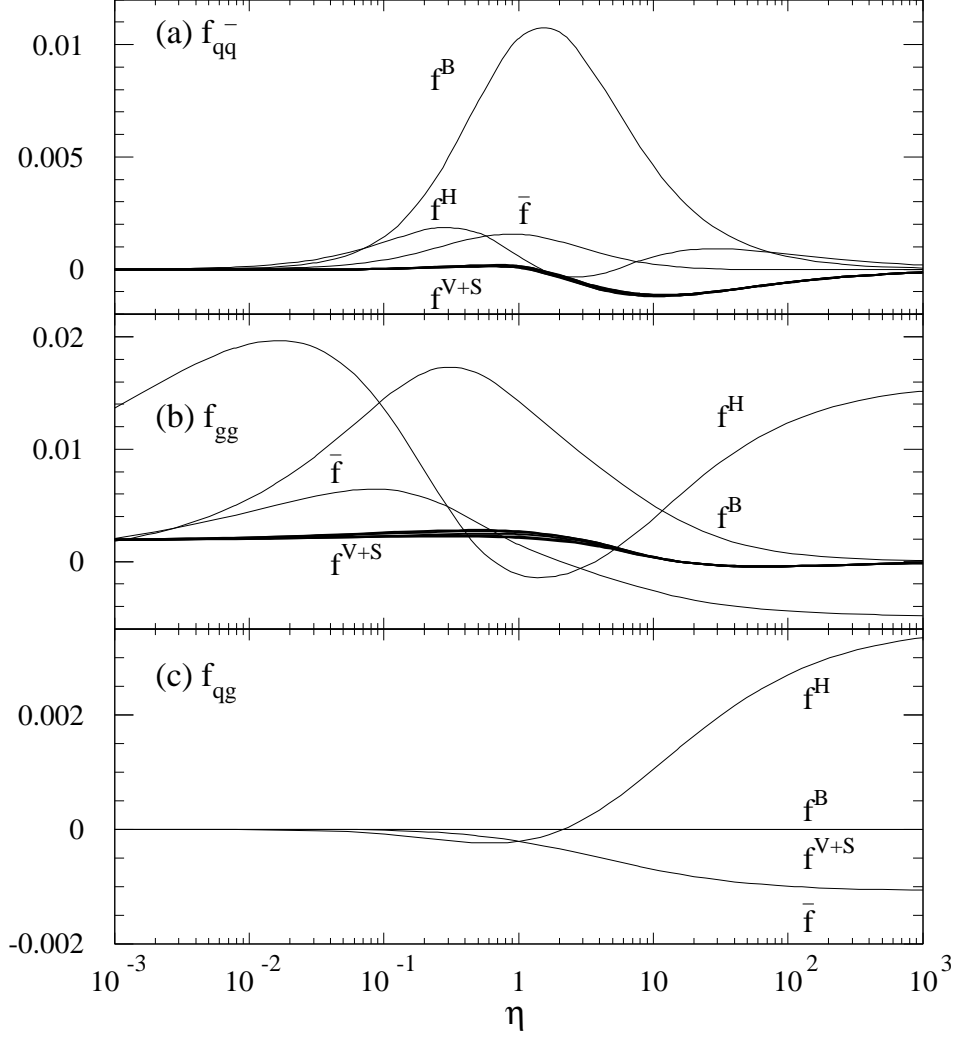 (a) f_qq̄
0.01
0.005
0
f^B
f^H
f̄
f^V+S
(b) f_gg
0.02
0.01
0
f̄
f^V+S
f^H
f^B
(c) f_qg
0.002
0
-0.002
f^H
f^B
f^V+S
f̄
10^-3 10^-2 10^-1 1 10 10^2 10^3
η